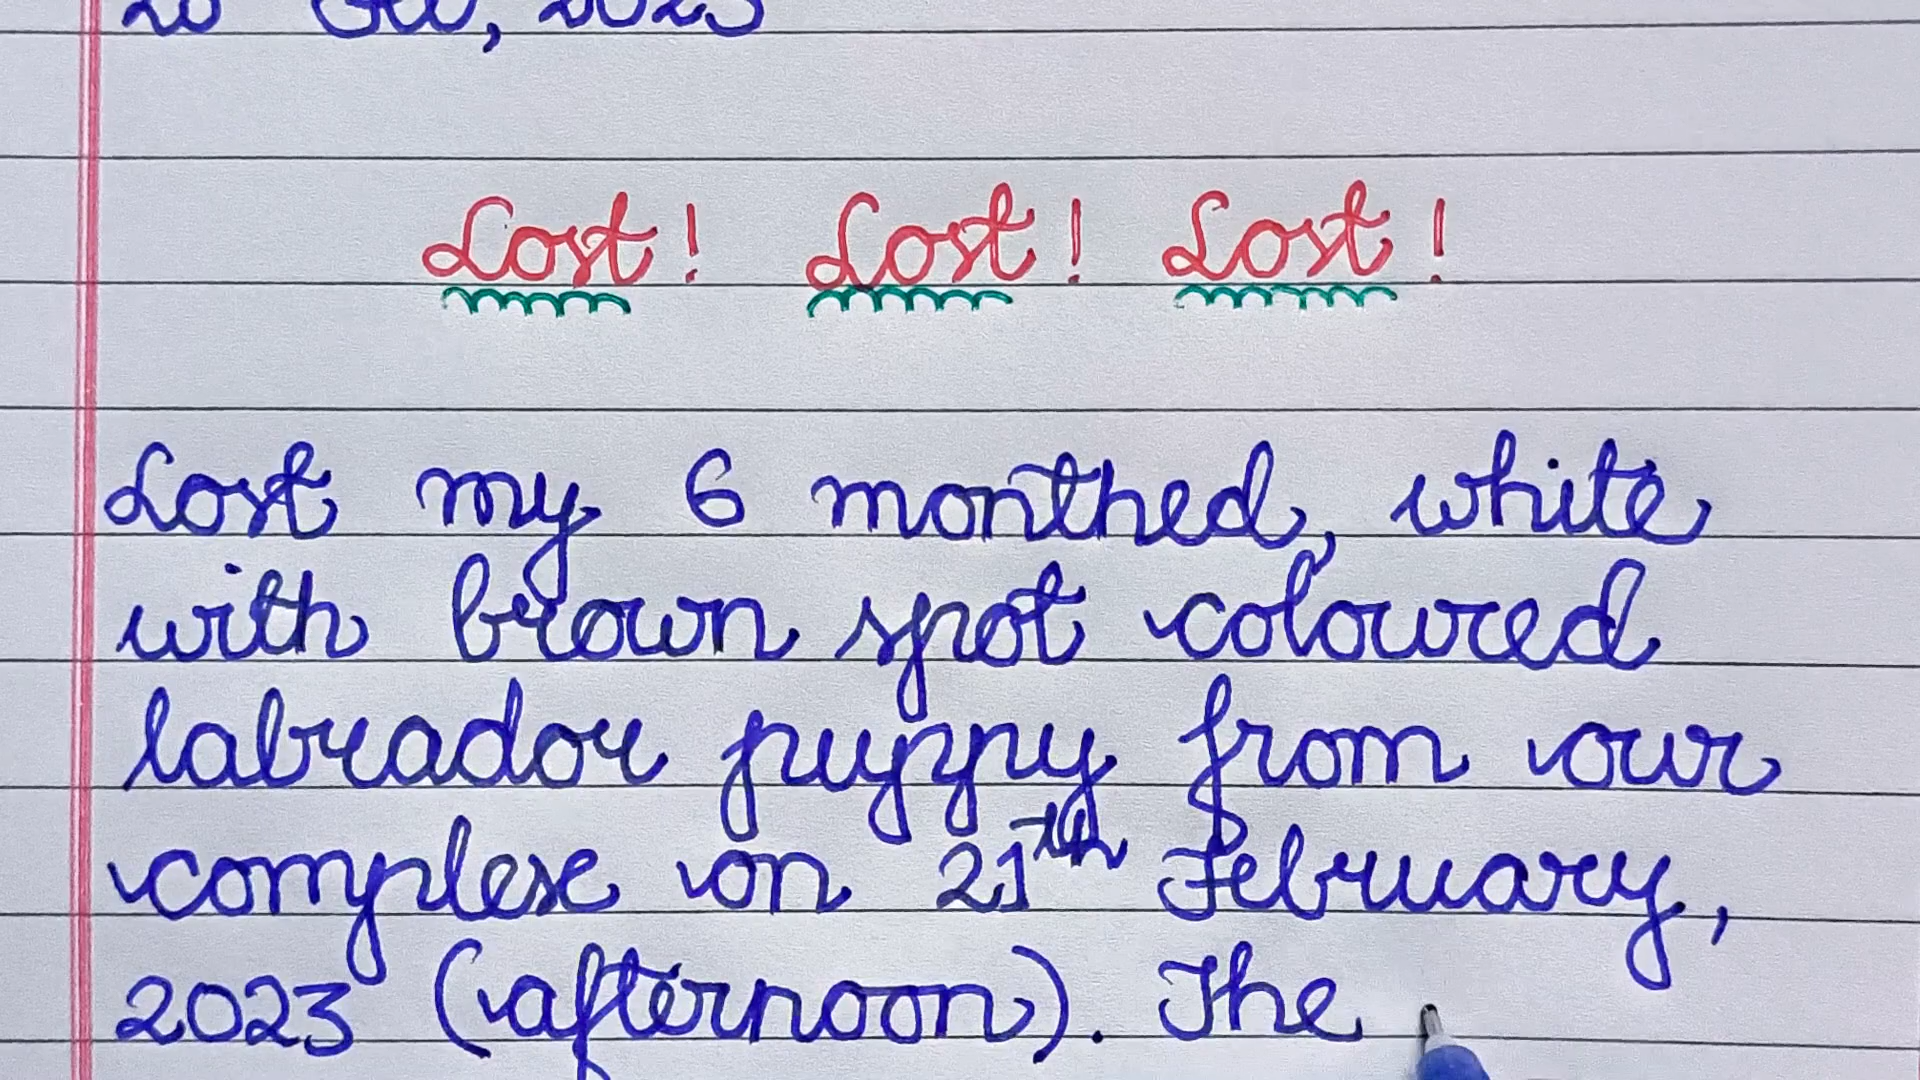 2023
Lost! Lost! Lost!
Lost my 6 monthed, white
with brown spot coloured
labrador puppy from our
complex on 21th February,
2023 (afternoon). The